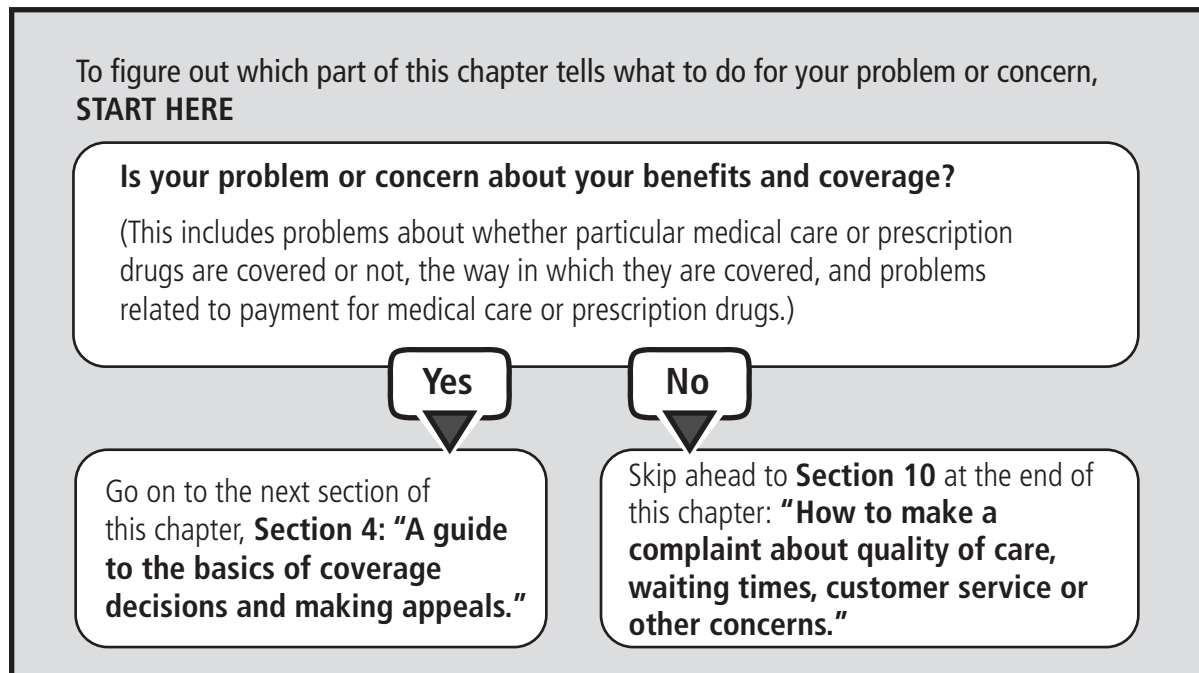 To figure out which part of this chapter tells what to do for your problem or concern,
START HERE
Is your problem or concern about your benefits and coverage?
(This includes problems about whether particular medical care or prescription
drugs are covered or not, the way in which they are covered, and problems
related to payment for medical care or prescription drugs.)
Yes
No
Go on to the next section of
this chapter, Section 4: “A guide
to the basics of coverage
decisions and making appeals.”
Skip ahead to Section 10 at the end of
this chapter: “How to make a
complaint about quality of care,
waiting times, customer service or
other concerns.”